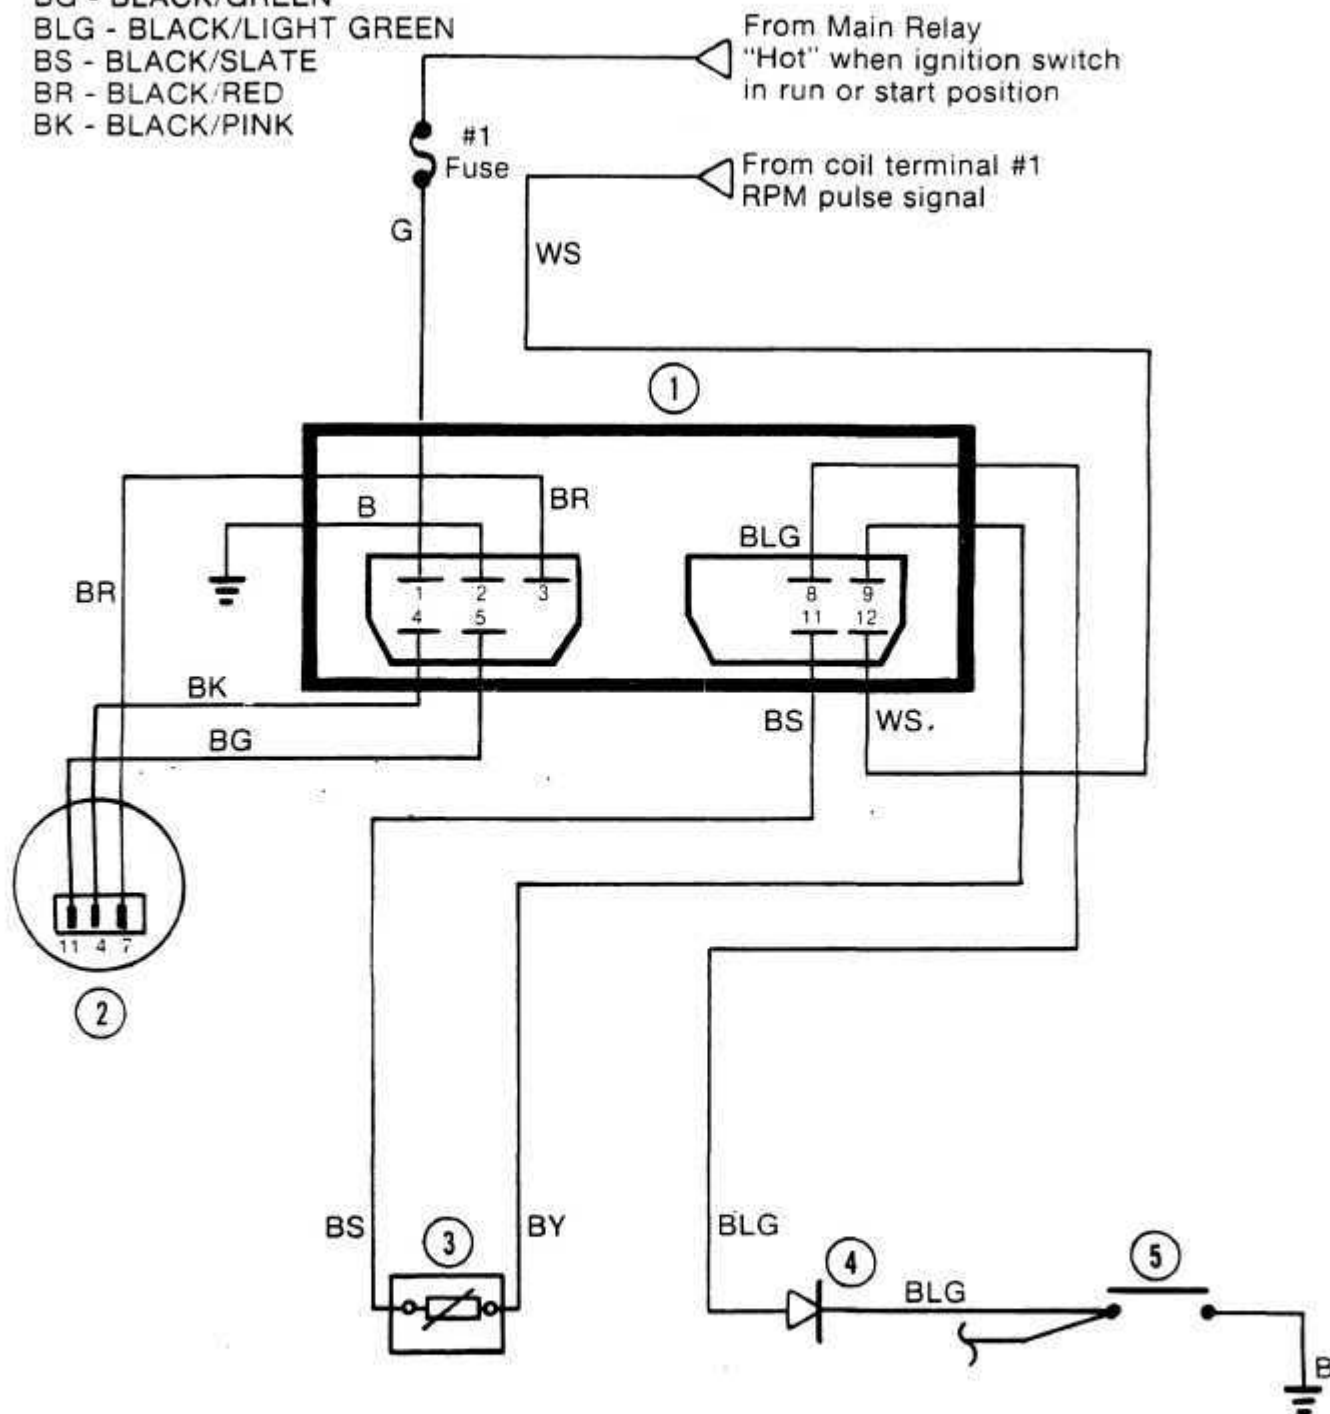 BG - BLACK/GREEN
BLG - BLACK/LIGHT GREEN
BS - BLACK/SLATE
BR - BLACK/RED
BK - BLACK/PINK
From Main Relay
"Hot" when ignition switch
in run or start position
#1
Fuse
From coil terminal #1
RPM pulse signal
G
WS
1
B
BR
BLG
BR
1 2 3
4 5
8 9
11 12
BK
BG
BS
WS.
11 4 7
2
BS
3
BY
BLG
4
BLG
5
B